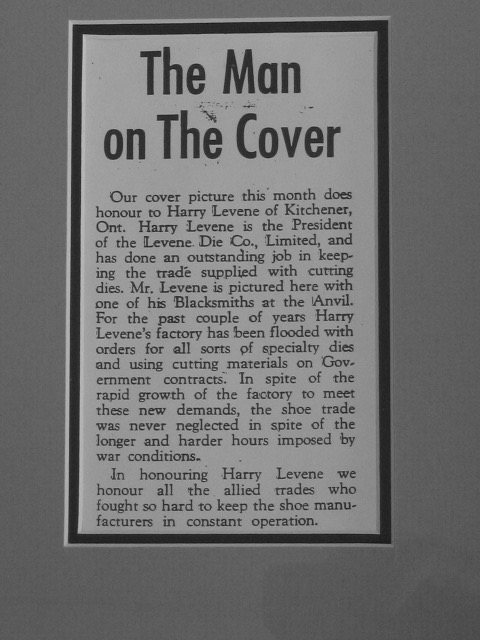 The Man
on The Cover
Our cover picture this month does
honour to Harry Levene of Kitchener,
Ont. Harry Levene is the President
of the Levene Die Co., Limited, and
has done an outstanding job in keep-
ing the trade supplied with cutting
dies. Mr. Levene is pictured here with
one of his Blacksmiths at the Anvil.
For the past couple of years Harry
Levene's factory has been flooded with
orders for all sorts of specialty dies
and using cutting materials on Gov-
ernment contracts. In spite of the
rapid growth of the factory to meet
these new demands, the shoe trade
was never neglected in spite of the
longer and harder hours imposed by
war conditions.
In honouring Harry Levene we
honour all the allied trades who
fought so hard to keep the shoe manu-
facturers in constant operation.